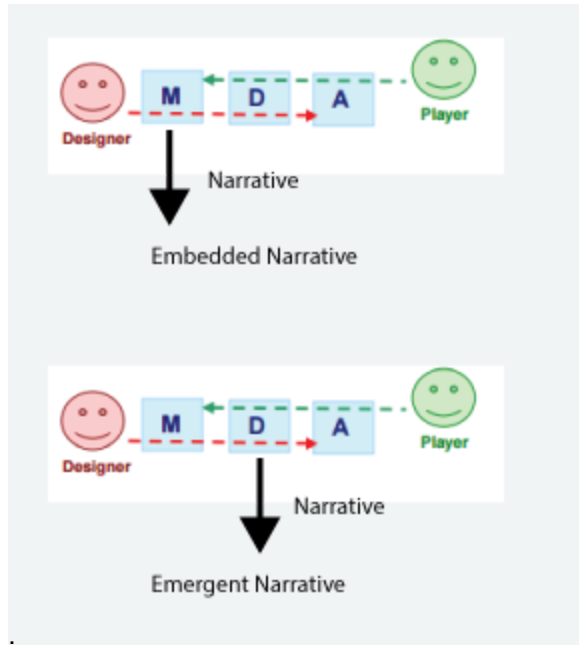 M D A
Designer Player
Narrative
Embedded Narrative
M D A
Designer Player
Narrative
Emergent Narrative
.